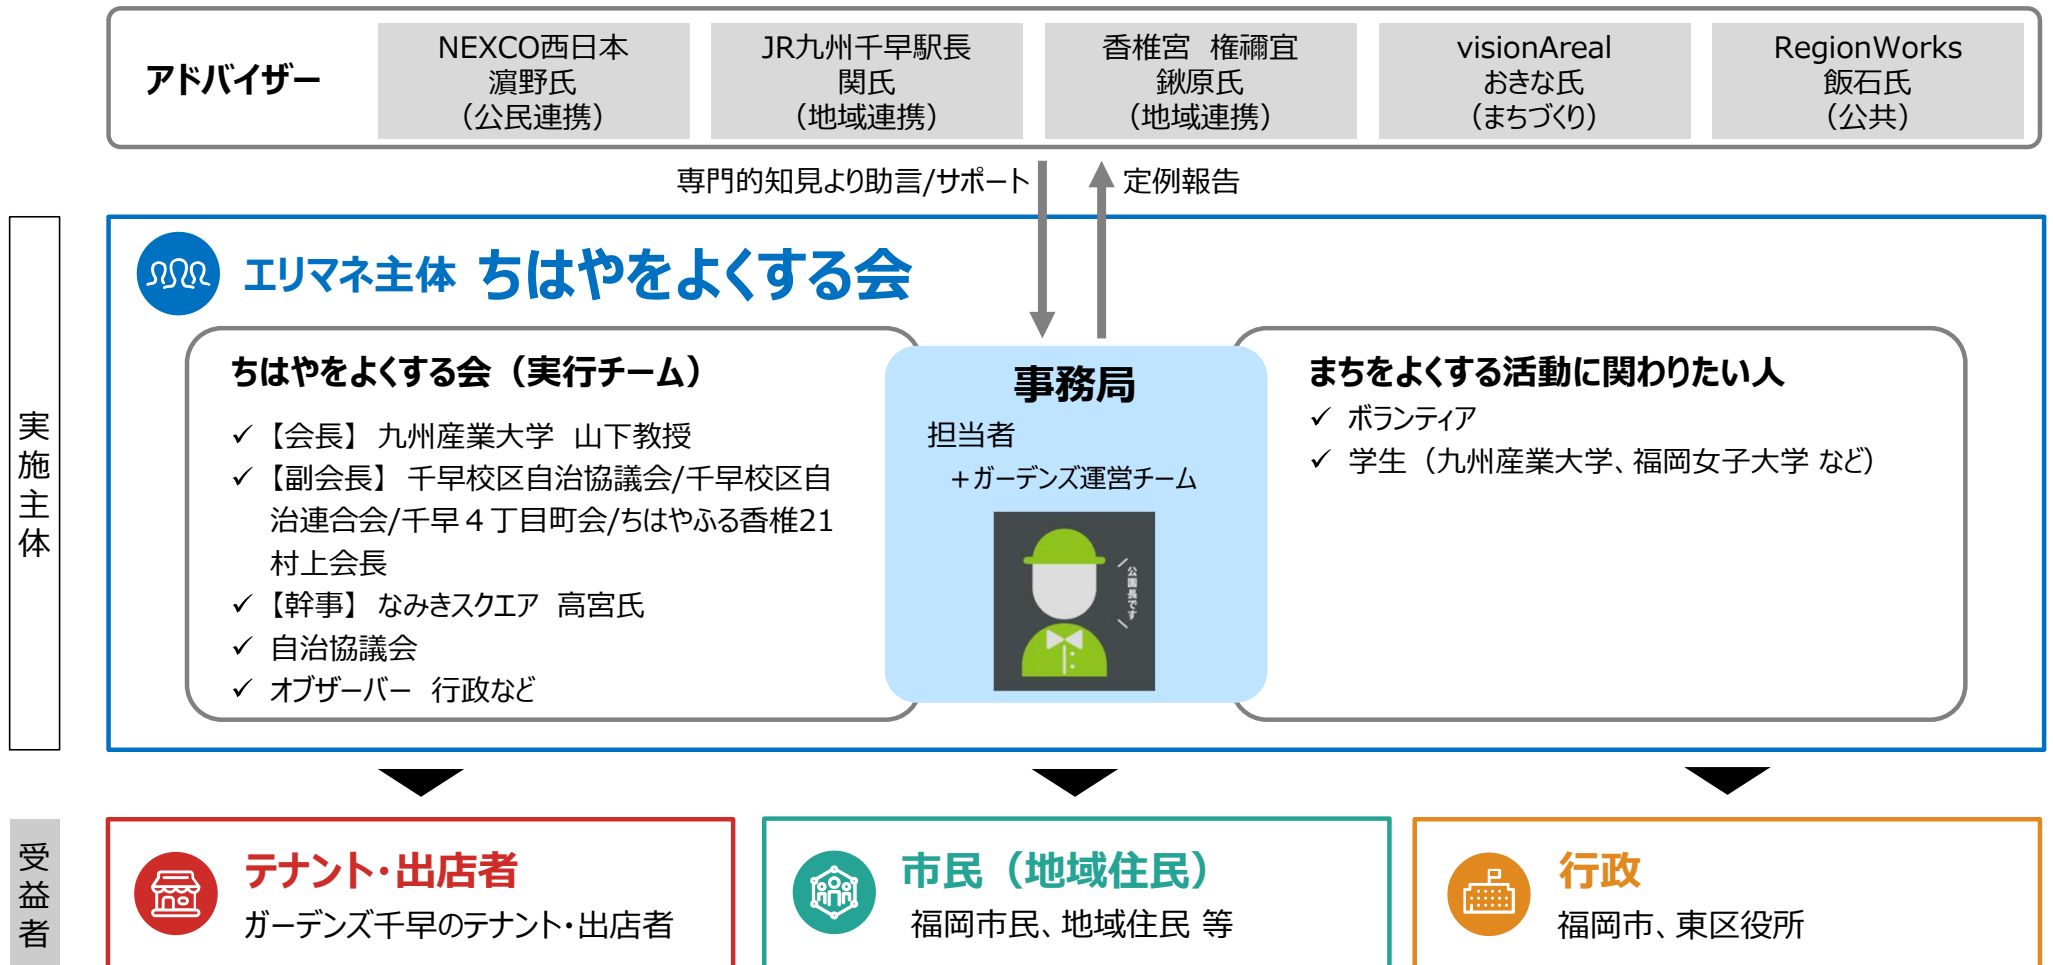 アドバイザー
NEXCO西日本
濵野氏
（公民連携）
JR九州千早駅長
関氏
（地域連携）
香椎宮 権禰宜
鍬原氏
（地域連携）
visionAreal
おきな氏
（まちづくり）
RegionWorks
飯石氏
（公共）
専門的知見より助言/サポート
定例報告
実施主体
エリマネ主体 ちはやをよくする会
ちはやをよくする会（実行チーム）
✓【会長】 九州産業大学 山下教授
✓【副会長】 千早校区自治協議会/千早校区自
治連合会/千早４丁目町会/ちはやふる香椎21
村上会長
✓【幹事】 なみきスクエア 高宮氏
✓ 自治協議会
✓ オブザーバー 行政など
事務局
担当者
＋ガーデンズ運営チーム
公園長です
まちをよくする活動に関わりたい人
✓ ボランティア
✓ 学生（九州産業大学、福岡女子大学 など）
受益者
テナント・出店者
ガーデンズ千早のテナント・出店者
市民（地域住民）
福岡市民、地域住民 等
行政
福岡市、東区役所